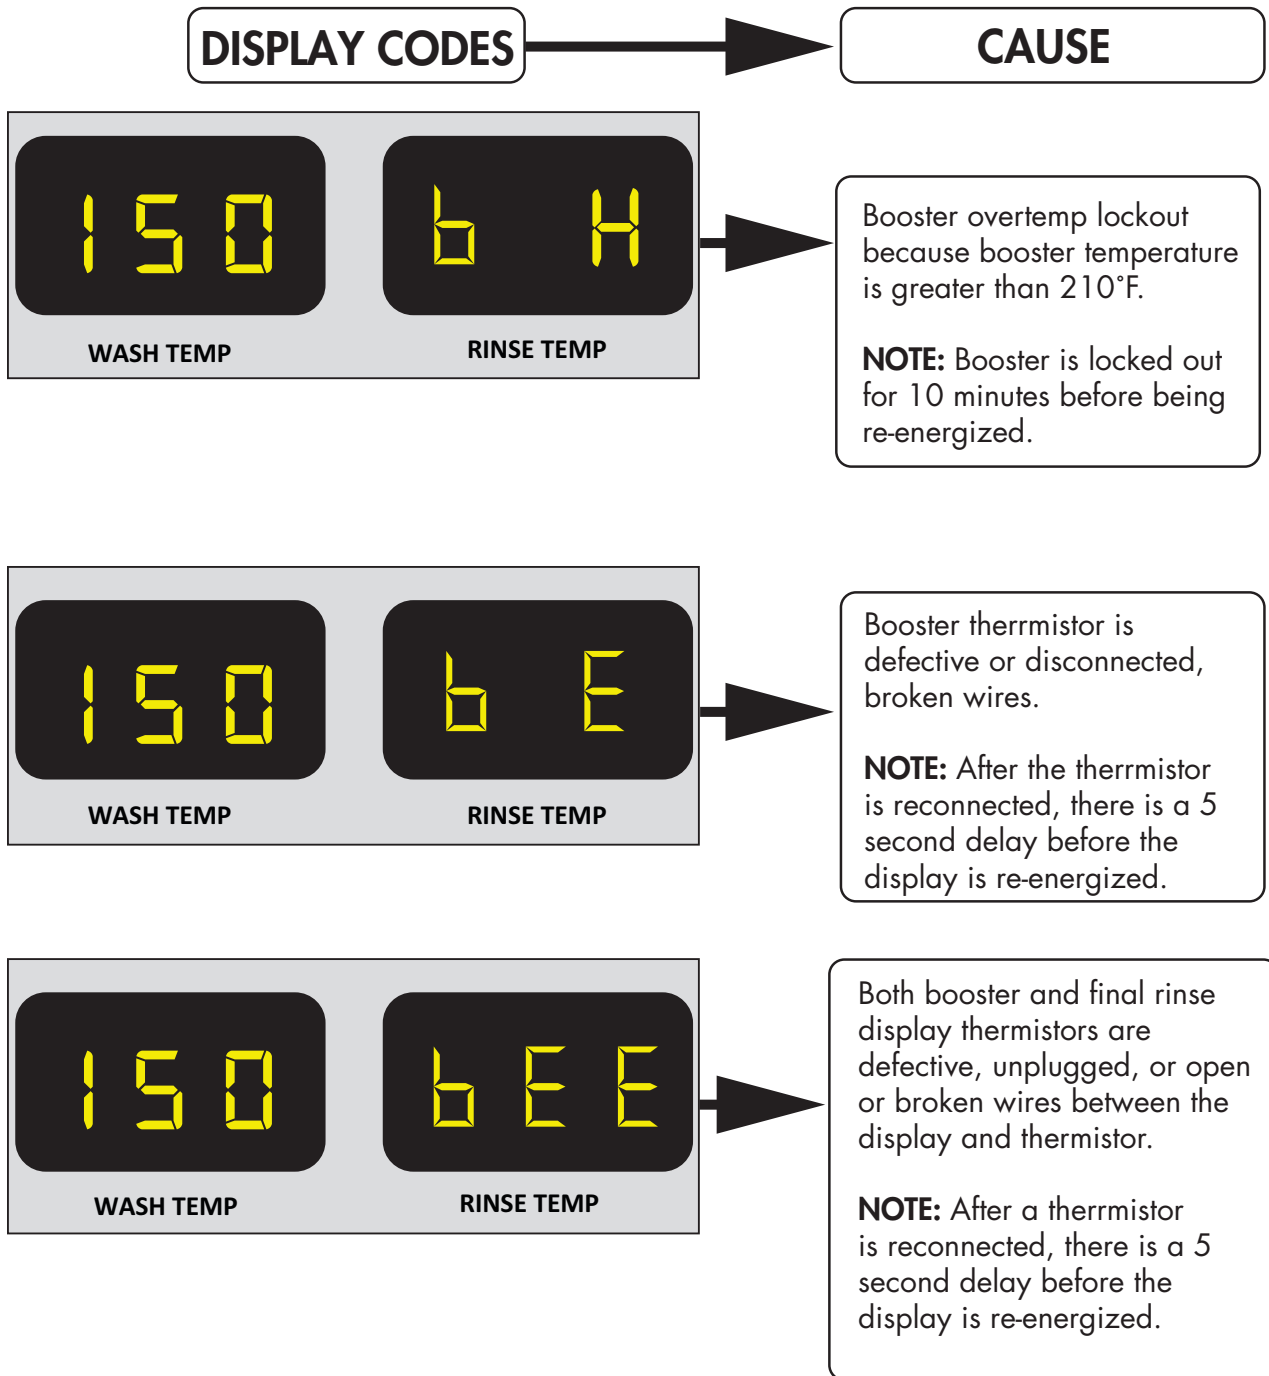 DISPLAY CODES
CAUSE
150
b H
WASH TEMP
RINSE TEMP
Booster overtemp lockout
because booster temperature
is greater than 210°F.
NOTE: Booster is locked out
for 10 minutes before being
re-energized.
150
b E
WASH TEMP
RINSE TEMP
Booster therrmistor is
defective or disconnected,
broken wires.
NOTE: After the therrmistor
is reconnected, there is a 5
second delay before the
display is re-energized.
150
bEE
WASH TEMP
RINSE TEMP
Both booster and final rinse
display thermistors are
defective, unplugged, or open
or broken wires between the
display and thermistor.
NOTE: After a therrmistor
is reconnected, there is a 5
second delay before the
display is re-energized.